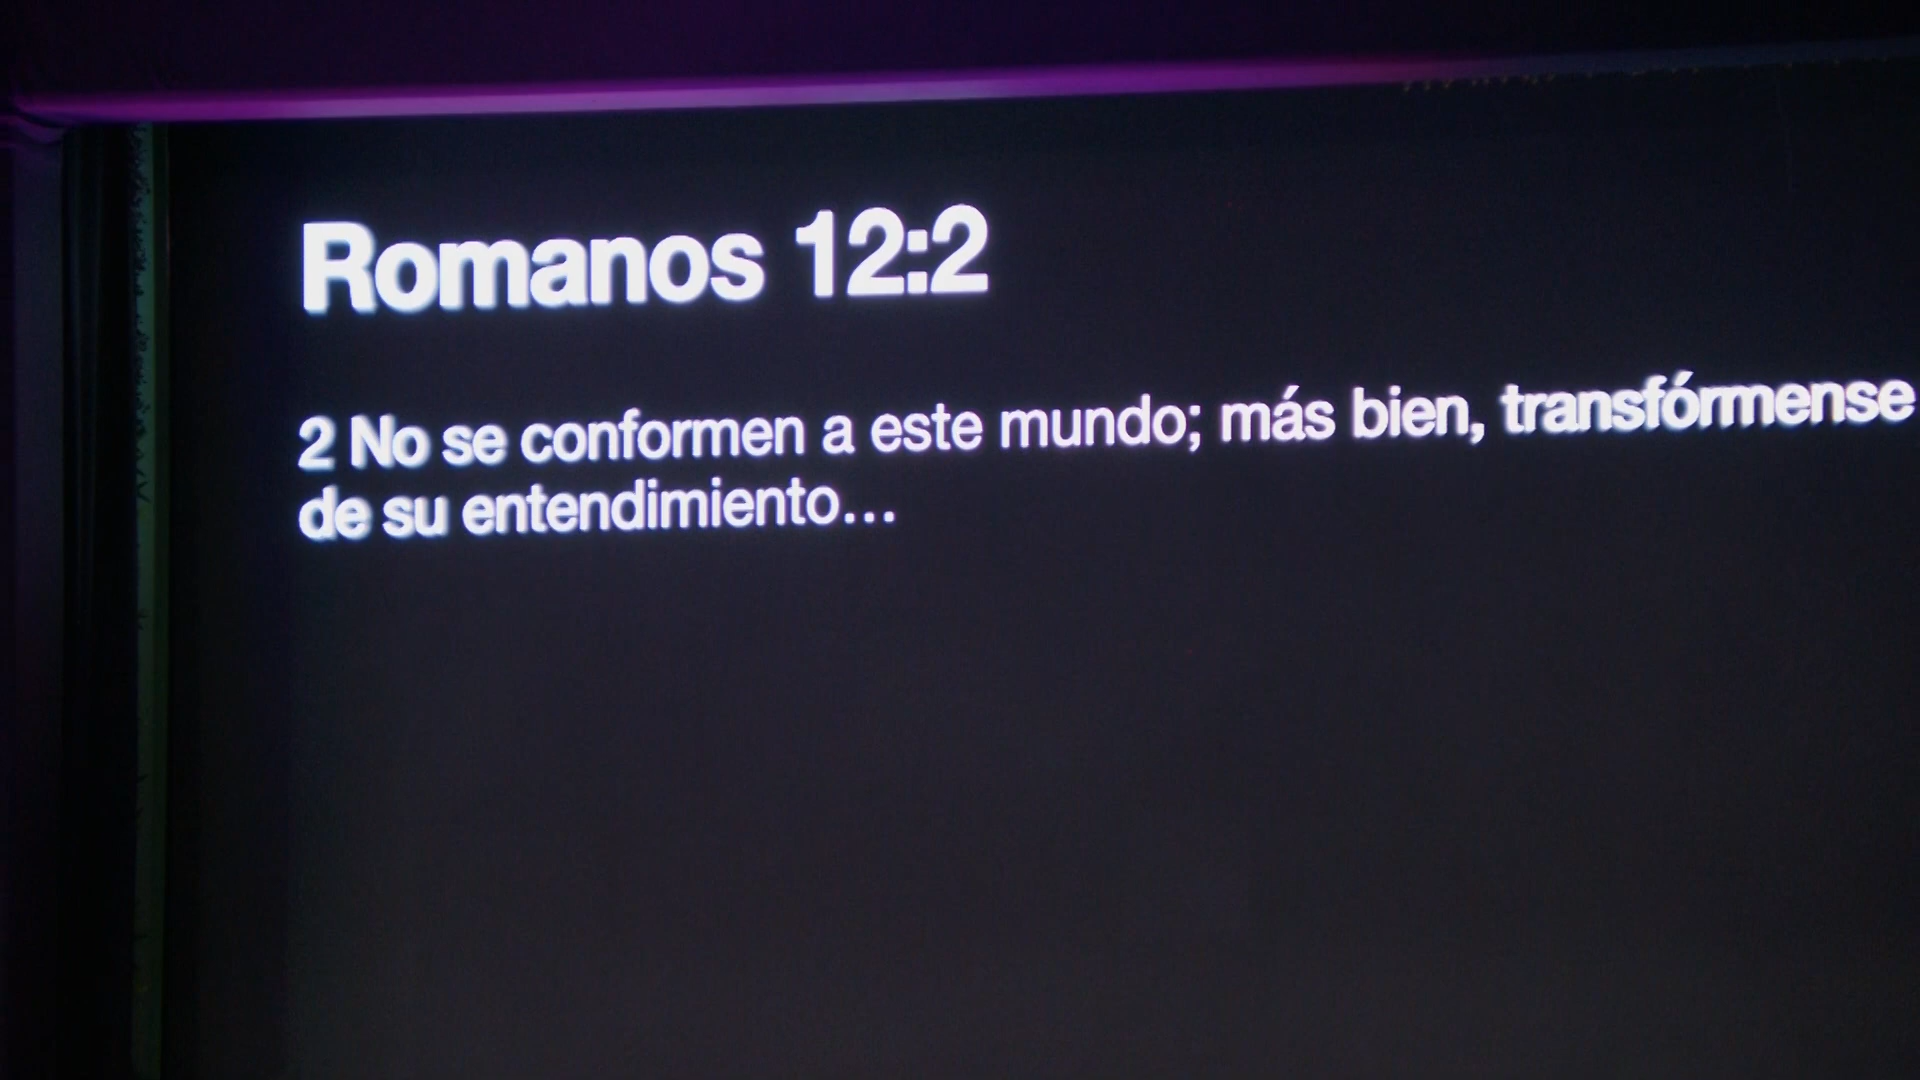 Romanos 12:2
2 No se conformen a este mundo; más bien, transfórmense
de su entendimiento...